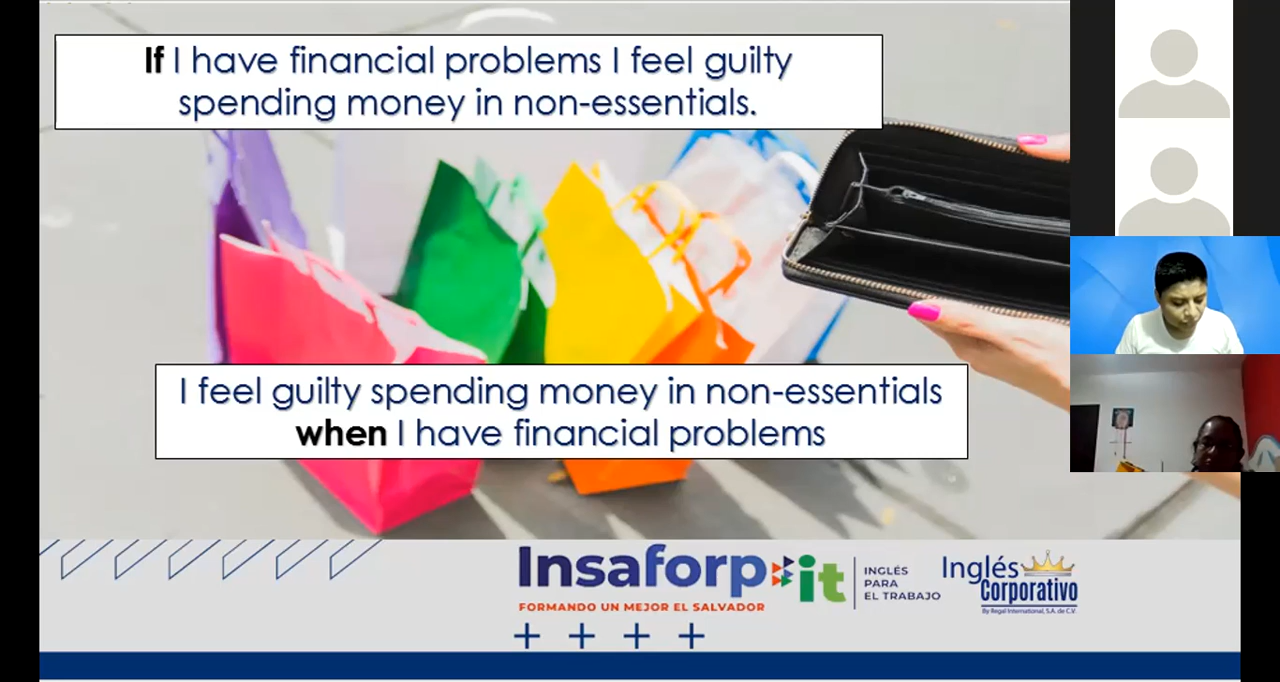 If I have financial problems I feel guilty
spending money in non-essentials.
I feel guilty spending money in non-essentials
when I have financial problems
Insaforp
FORMANDO UN MEJOR EL SALVADOR
it
INGLÉS
PARA
EL TRABAJO
Inglés
Corporativo
By Regal International, S.A. de C.V.